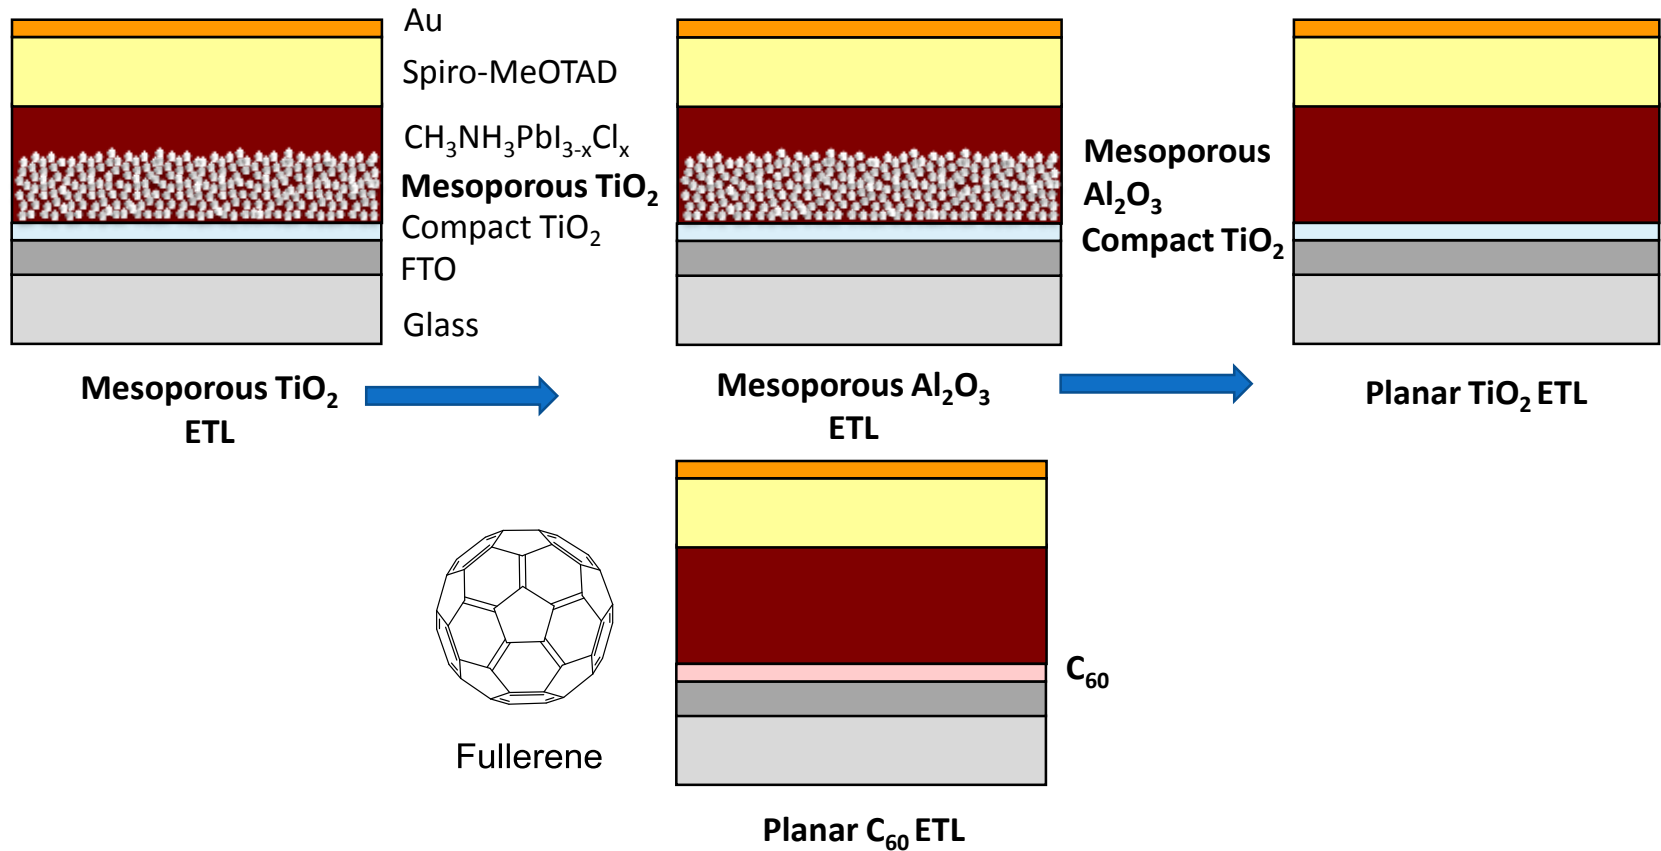 Au
Spiro-MeOTAD
CH₃NH₃PbI₃₋ₓClₓ
Mesoporous TiO₂
Compact TiO₂
FTO
Glass
Mesoporous
Al₂O₃
Compact TiO₂
Mesoporous TiO₂
ETL
Mesoporous Al₂O₃
ETL
Planar TiO₂ ETL
C₆₀
Fullerene
Planar C₆₀ ETL